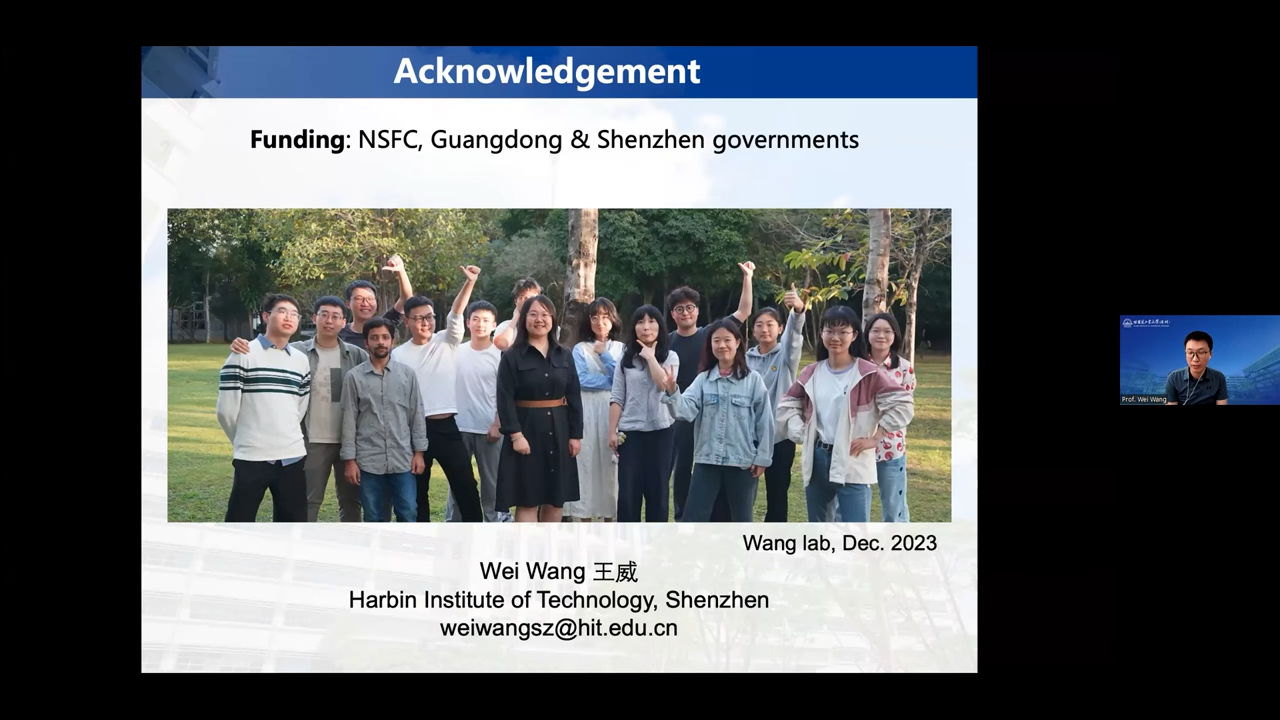 Acknowledgement
Funding: NSFC, Guangdong & Shenzhen governments
Wang lab, Dec. 2023
Wei Wang 王威
Harbin Institute of Technology, Shenzhen
weiwangsz@hit.edu.cn
Prof. Wei Wang